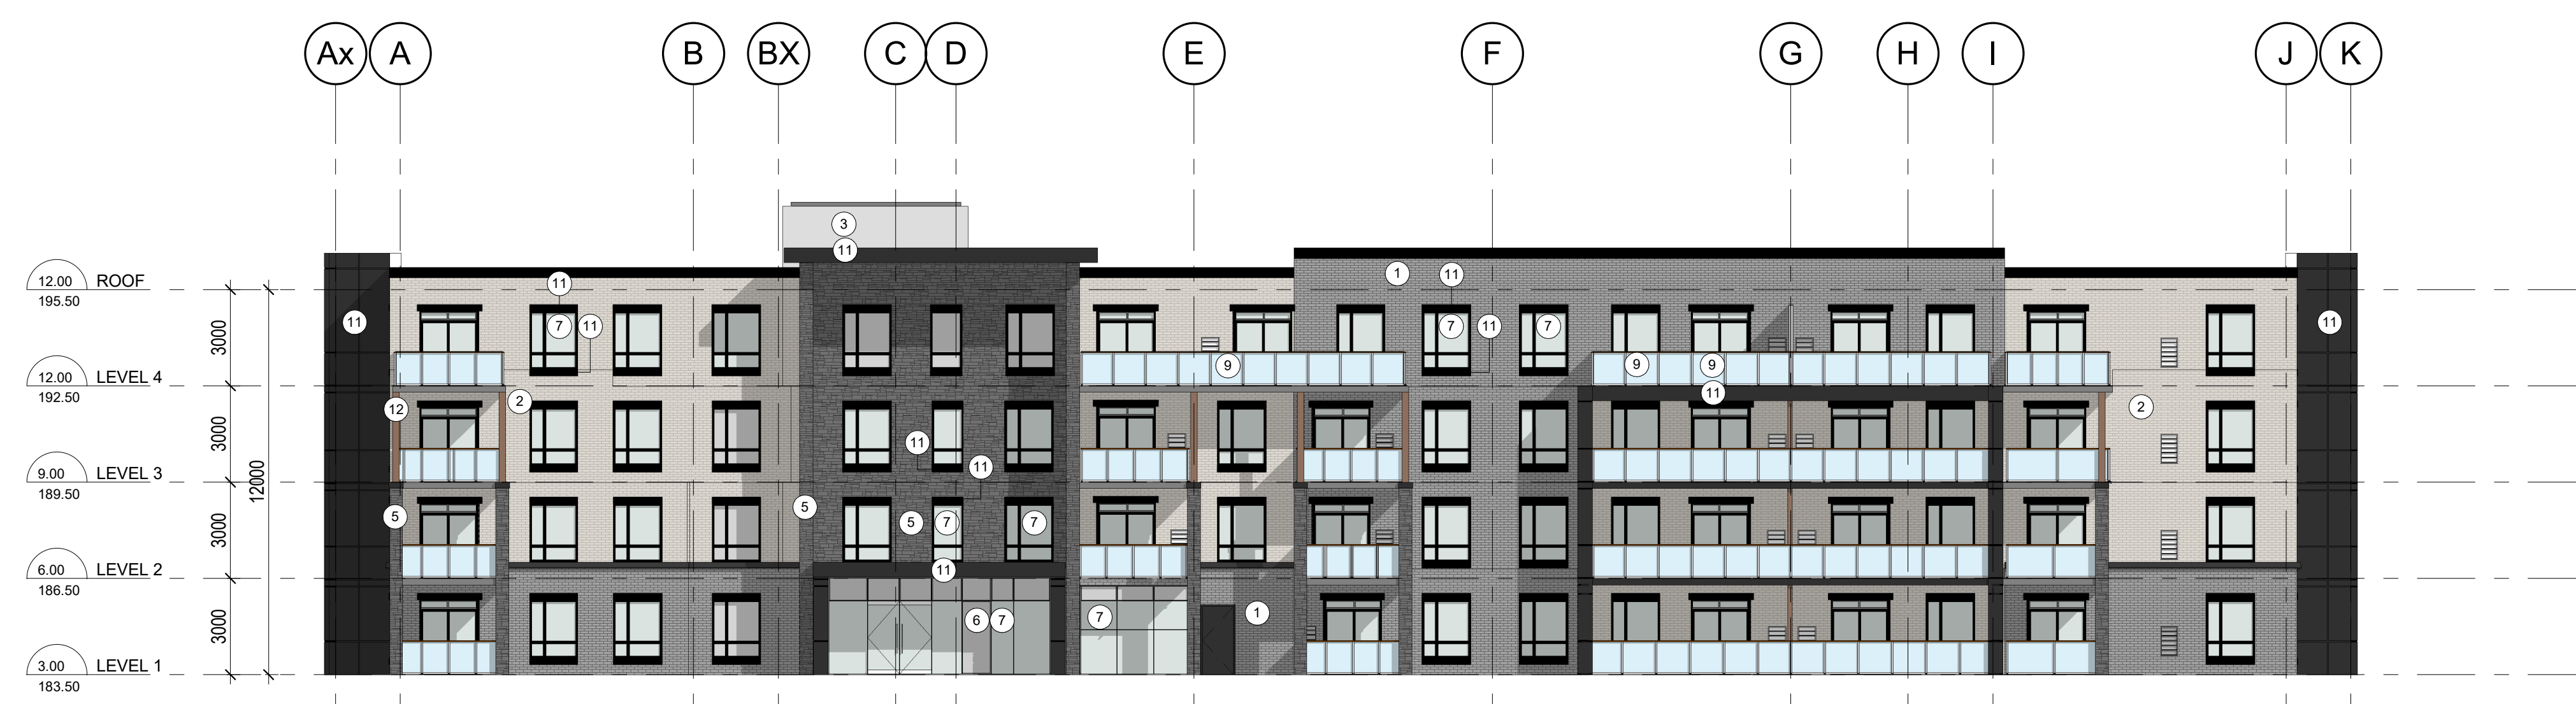 Ax A B BX C D E F G H I J K
3
11
12.00 ROOF
195.50
1 11
11
11 7 11 7 11 7 11
3000
9 9 9
12.00 LEVEL 4
192.50
11
12 2 2
3000
11
11
9.00 LEVEL 3
189.50
12000
5
5 5 7 7
3000
11
6.00 LEVEL 2
186.50
1
7
6 7
3000
3.00 LEVEL 1
183.50